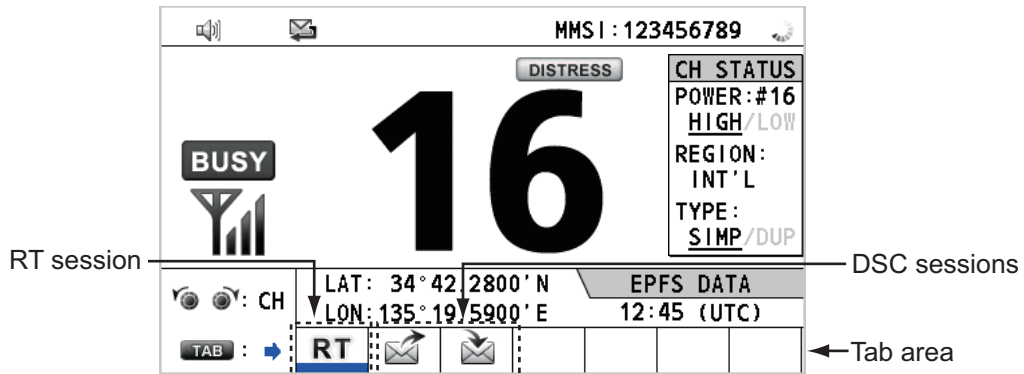 MMSI:123456789
DISTRESS
16
BUSY
CH STATUS
POWER:#16
HIGH/LOW
REGION:
INT'L
TYPE:
SIMP/DUP
RT session
DSC sessions
: CH
LAT: 34°42.2800'N
LON:135°19.5900'E
EPFS DATA
12:45 (UTC)
TAB :
RT
Tab area